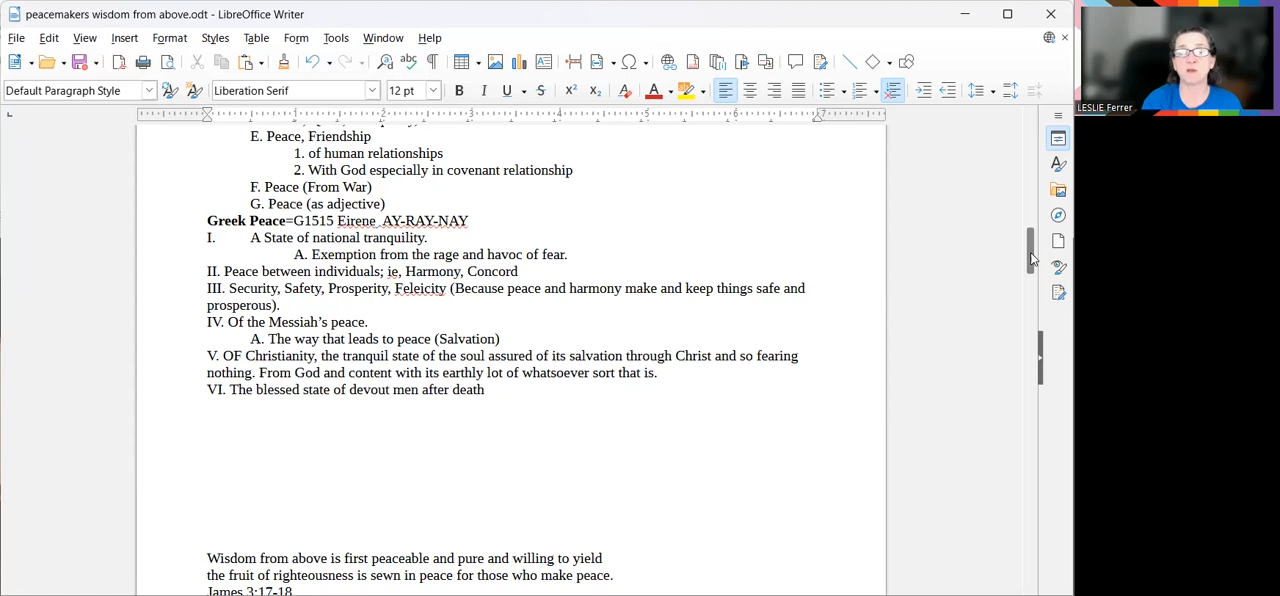 peacemakers wisdom from above.odt - LibreOffice Writer
File Edit View Insert Format Styles Table Form Tools Window Help
Default Paragraph Style Liberation Serif 12 pt
LESLIE Ferrer
E. Peace, Friendship
1. of human relationships
2. With God especially in covenant relationship
F. Peace (From War)
G. Peace (as adjective)
Greek Peace=G1515 Eirene AY-RAY-NAY
I. A State of national tranquility.
A. Exemption from the rage and havoc of fear.
II. Peace between individuals; ie, Harmony, Concord
III. Security, Safety, Prosperity, Feleicity (Because peace and harmony make and keep things safe and
prosperous).
IV. Of the Messiah’s peace.
A. The way that leads to peace (Salvation)
V. OF Christianity, the tranquil state of the soul assured of its salvation through Christ and so fearing
nothing. From God and content with its earthly lot of whatsoever sort that is.
VI. The blessed state of devout men after death
Wisdom from above is first peaceable and pure and willing to yield
the fruit of righteousness is sewn in peace for those who make peace.
James 3:17-18